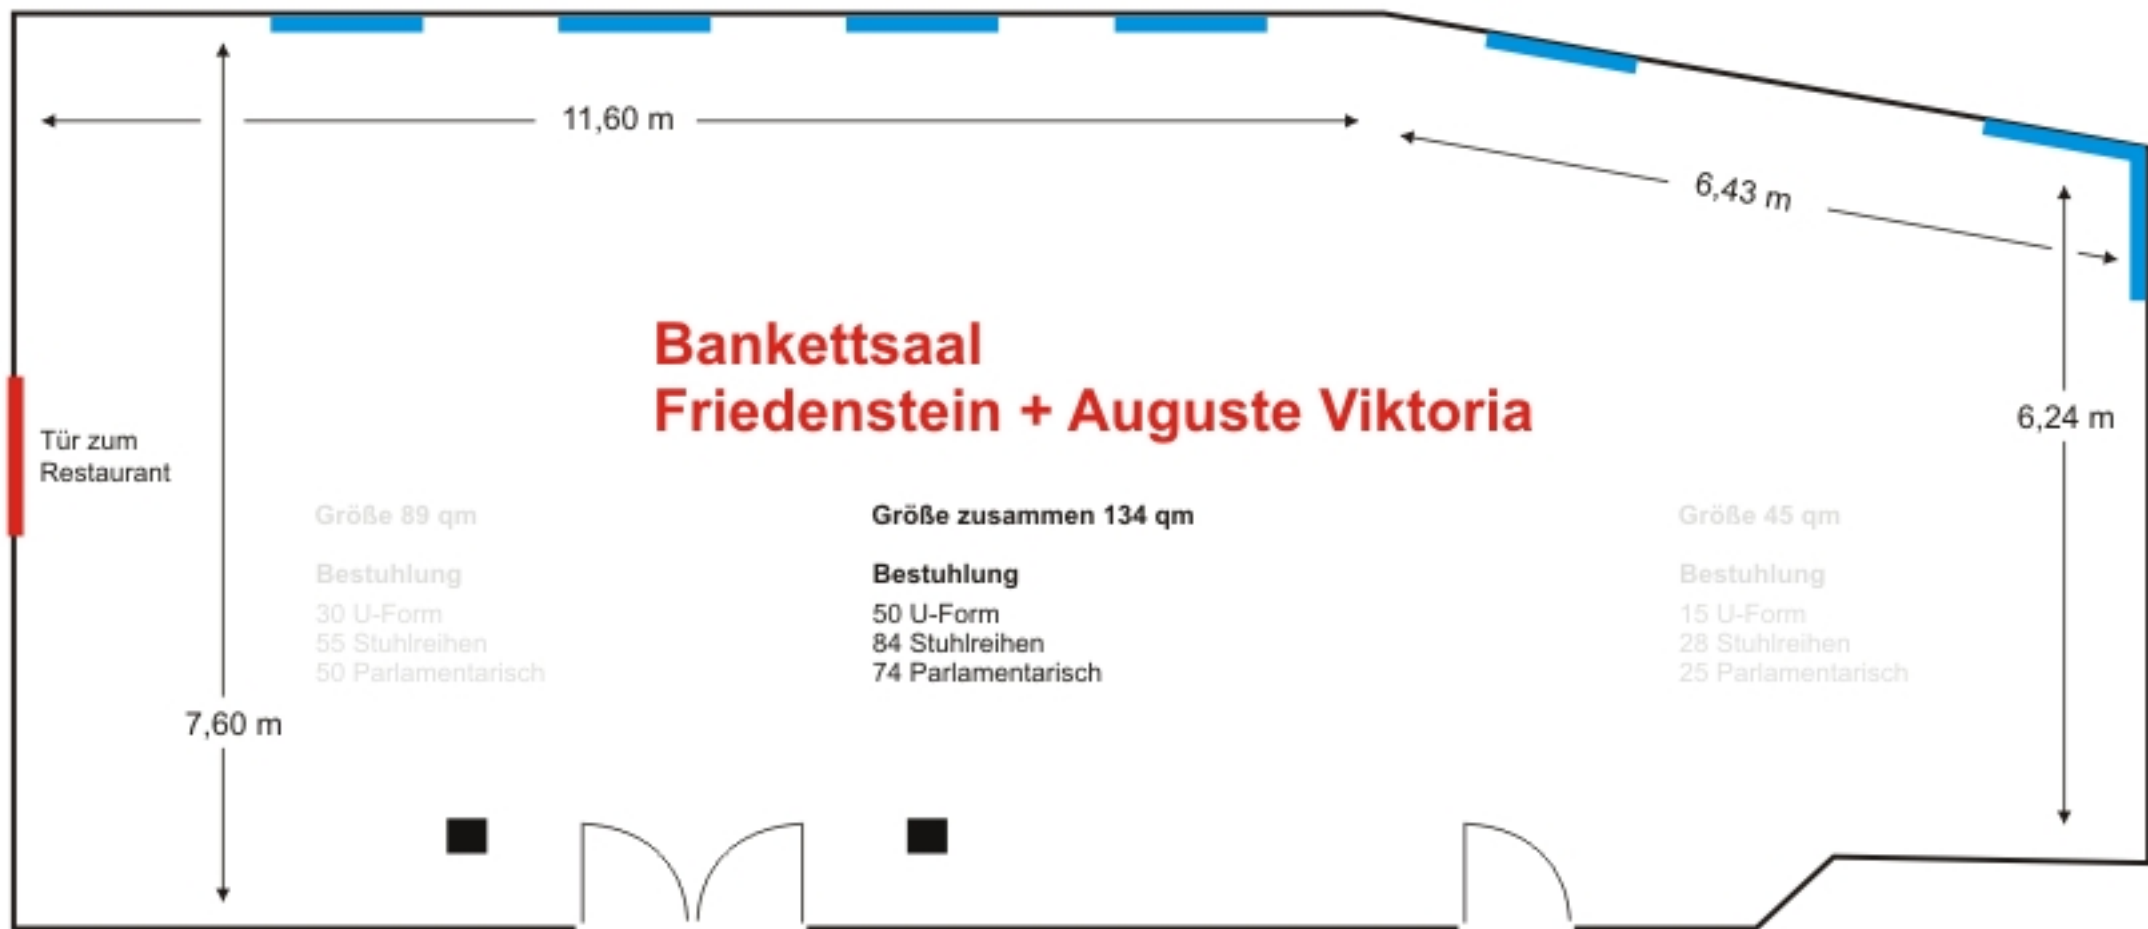 11,60 m
6,43 m
Bankettsaal
Friedenstein + Auguste Viktoria
6,24 m
Tür zum
Restaurant
Größe 89 qm
Bestuhlung
30 U-Form
55 Stuhlreihen
50 Parlamentarisch
Größe zusammen 134 qm
Bestuhlung
50 U-Form
84 Stuhlreihen
74 Parlamentarisch
Größe 45 qm
Bestuhlung
15 U-Form
28 Stuhlreihen
25 Parlamentarisch
7,60 m